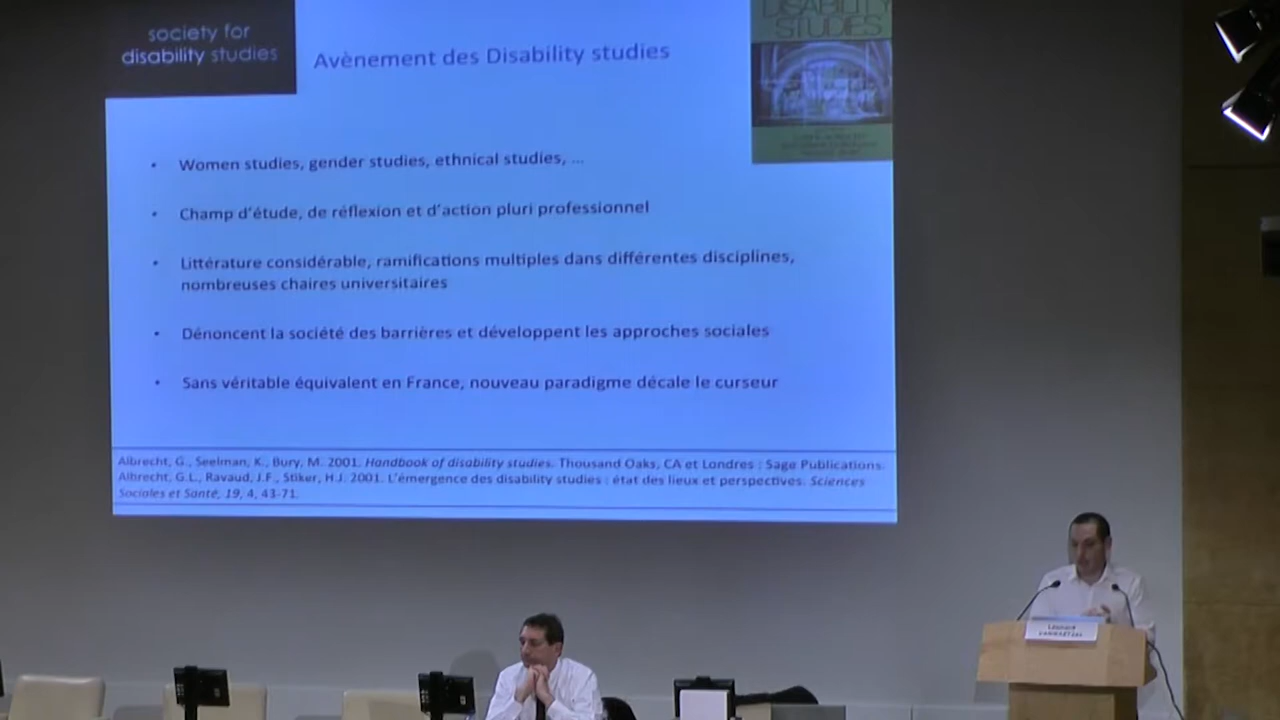 society for
disability studies
Avènement des Disability studies
DISABILITY
STUDIES
• Women studies, gender studies, ethnical studies, ...
• Champ d'étude, de réflexion et d'action pluri professionnel
• Littérature considérable, ramifications multiples dans différentes disciplines,
nombreuses chaires universitaires
• Dénoncent la société des barrières et développent les approches sociales
• Sans véritable équivalent en France, nouveau paradigme décale le curseur
Albrecht, G., Seelman, K., Bury, M. 2001. Handbook of disability studies. Thousand Oaks, CA et Londres : Sage Publications.
Albrecht, G.L., Ravaud, J.F., Stiker, H.J. 2001. L'émergence des disability studies : état des lieux et perspectives. Sciences
Sociales et Santé, 19, 4, 43-71.